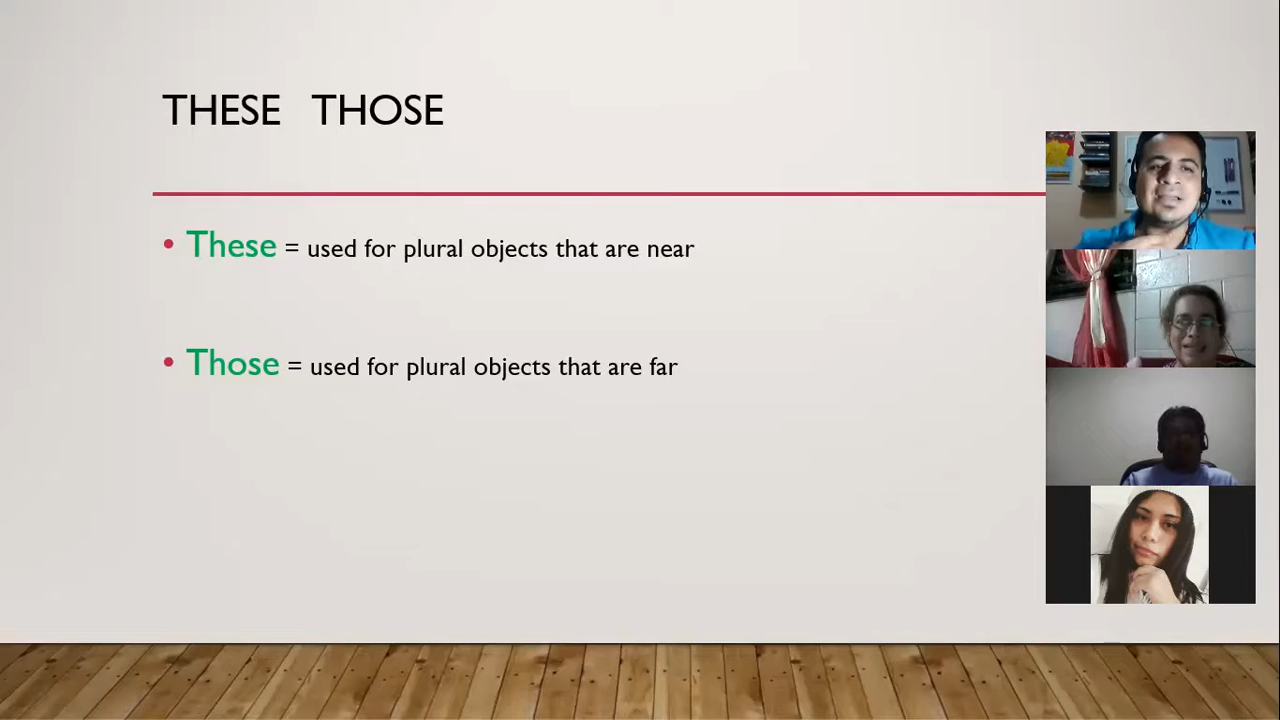 THESE THOSE
• These = used for plural objects that are near
• Those = used for plural objects that are far